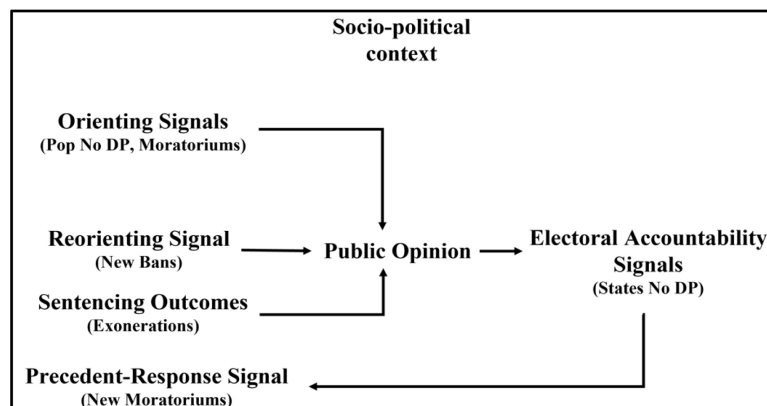 Socio-political
context
Orienting Signals
(Pop No DP, Moratoriums)
Reorienting Signal
(New Bans)
Public Opinion
Electoral Accountability
Signals
(States No DP)
Sentencing Outcomes
(Exonerations)
Precedent-Response Signal
(New Moratoriums)